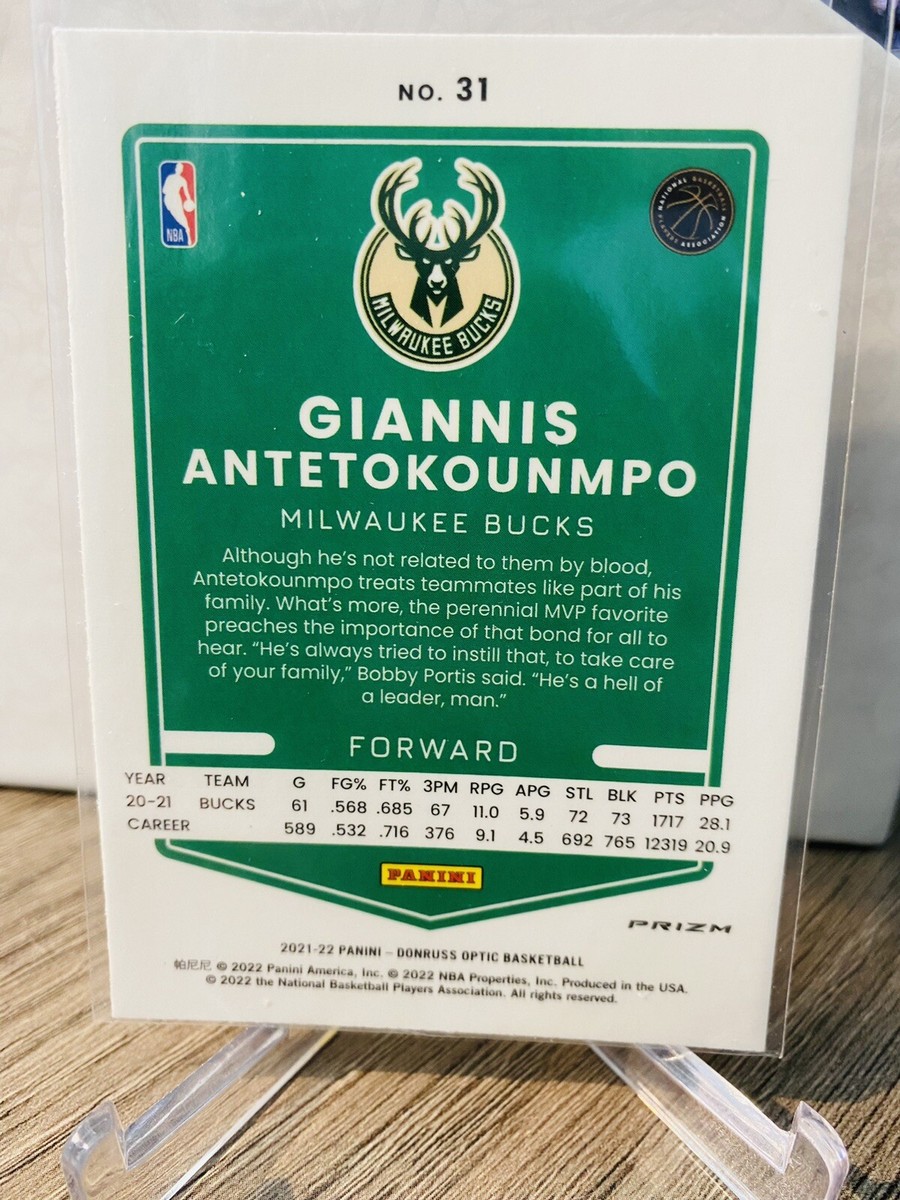 NO. 31
NBA
NATIONAL BASKETBALL PLAYERS ASSOCIATION
MILWAUKEE BUCKS
GIANNIS
ANTETOKOUNMPO
MILWAUKEE BUCKS
Although he's not related to them by blood,
Antetokounmpo treats teammates like part of his
family. What's more, the perennial MVP favorite
preaches the importance of that bond for all to
hear. “He's always tried to instill that, to take care
of your family,” Bobby Portis said. “He's a hell of
a leader, man.”
FORWARD
YEAR TEAM G FG% FT% 3PM RPG APG STL BLK PTS PPG
20-21 BUCKS 61 .568 .685 67 11.0 5.9 72 73 1717 28.1
CAREER 589 .532 .716 376 9.1 4.5 692 765 12319 20.9
PANINI
PRIZM
2021-22 PANINI – DONRUSS OPTIC BASKETBALL
帕尼尼 © 2022 Panini America, Inc. © 2022 NBA Properties, Inc. Produced in the USA.
© 2022 the National Basketball Players Association. All rights reserved.